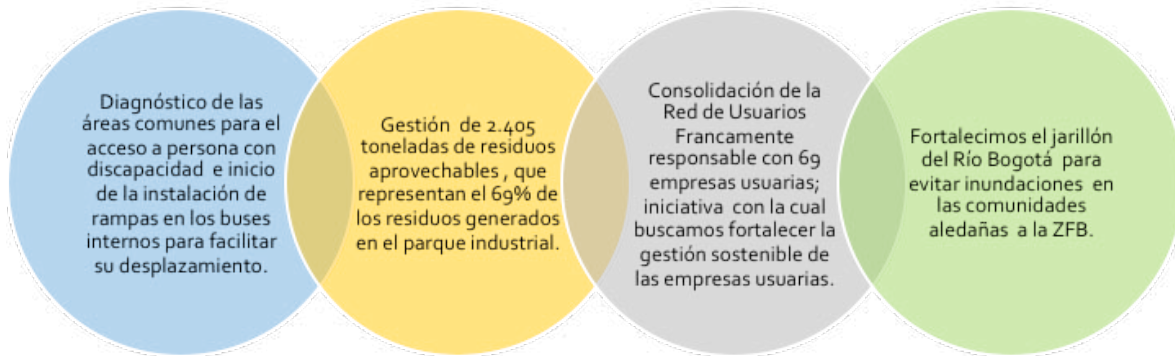 Diagnóstico de las
áreas comunes para el
acceso a persona con
discapacidad e inicio
de la instalación de
rampas en los buses
internos para facilitar
su desplazamiento.
Gestión de 2.405
toneladas de residuos
aprovechables , que
representan el 69% de
los residuos generados
en el parque industrial.
Consolidación de la
Red de Usuarios
Francamente
responsable con 69
empresas usuarias;
iniciativa con la cual
buscamos fortalecer la
gestión sostenible de
las empresas usuarias.
Fortalecimos el jarillón
del Río Bogotá para
evitar inundaciones en
las comunidades
aledañas a la ZFB.